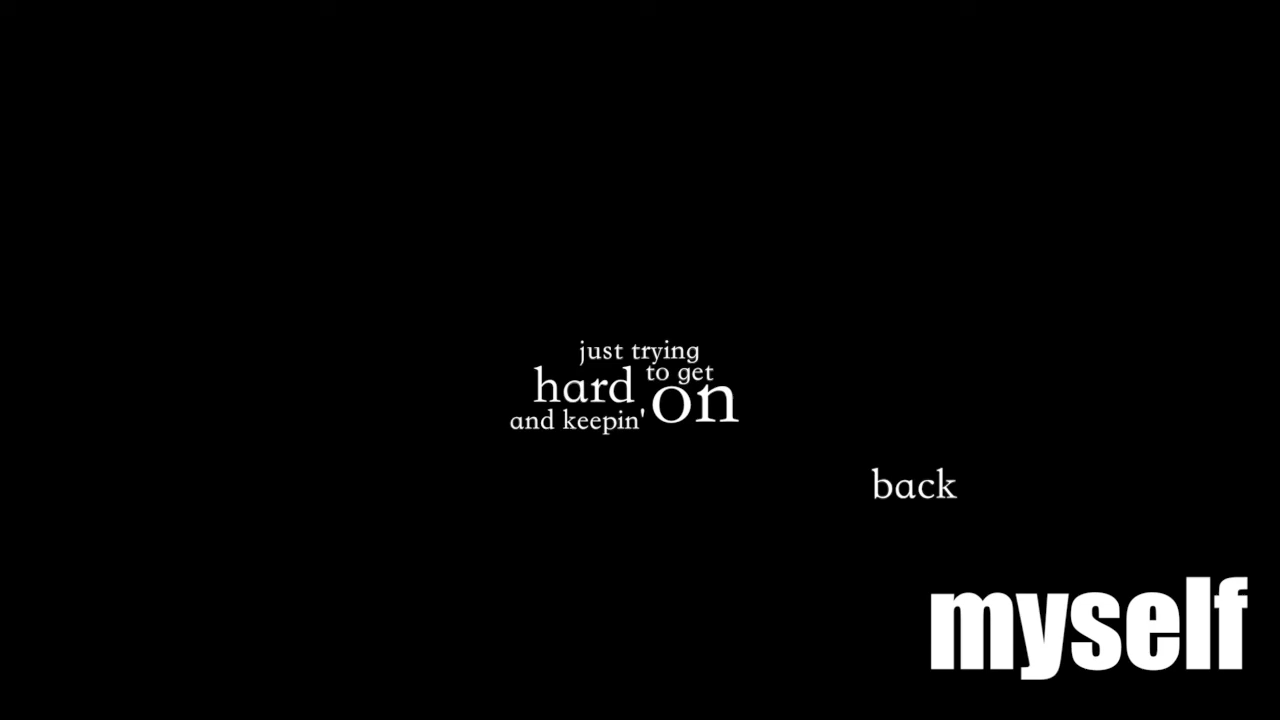 just trying
hard to get
and keepin' on
back
myself